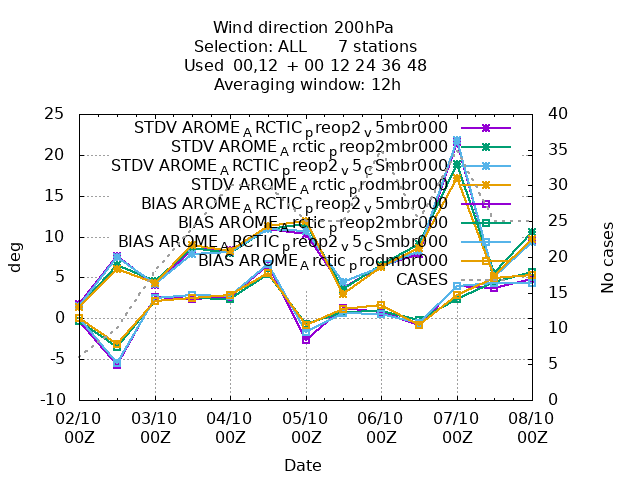 Wind direction 200hPa
Selection: ALL 7 stations
Used 00,12 + 00 12 24 36 48
Averaging window: 12h
25 40
20 35
15 30
10 25
5 20
0 15
-5 10
-10 5
0
deg
No cases
STDV AROME_ARCTIC_preop2_v5mbr000
STDV AROME_Arctic_preop2mbr000
STDV AROME_ARCTIC_preop2_v5_CSmbr000
STDV AROME_Arctic_prodmbr000
BIAS AROME_ARCTIC_preop2_v5mbr000
BIAS AROME_Arctic_preop2mbr000
BIAS AROME_ARCTIC_preop2_v5_CSmbr000
BIAS AROME_Arctic_prodmbr000
CASES
02/10 03/10 04/10 05/10 06/10 07/10 08/10
00Z 00Z 00Z 00Z 00Z 00Z 00Z
Date